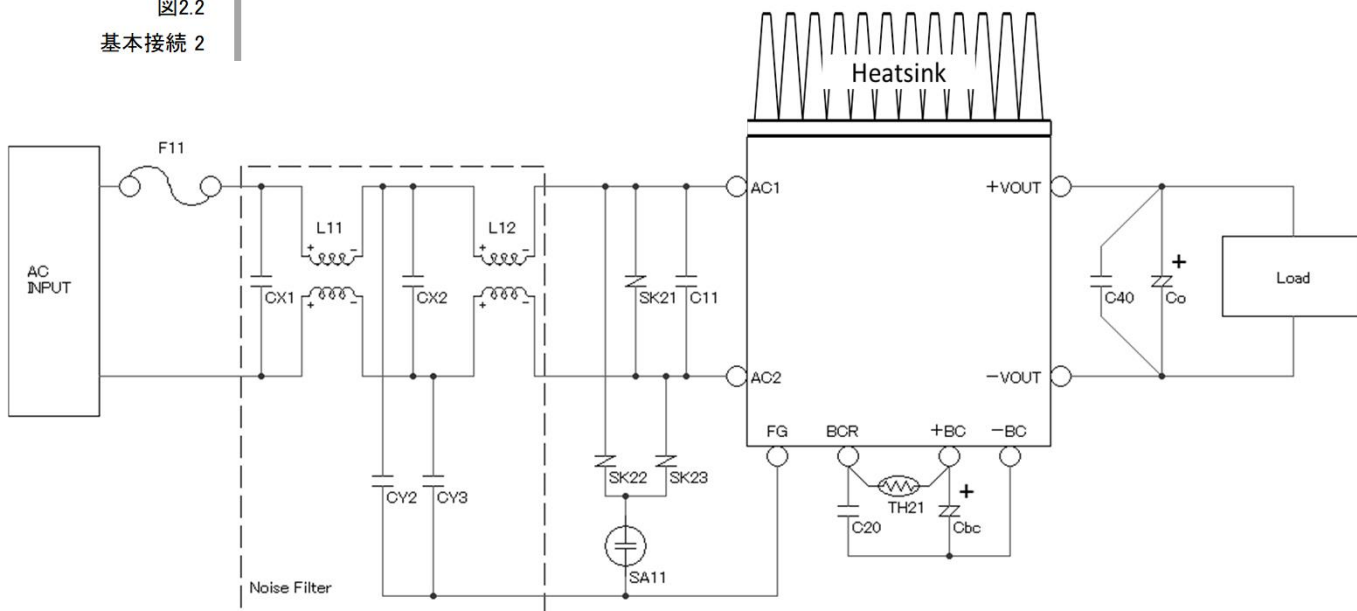 図2.2
基本接続 2
Heatsink
F11
AC1
+VOUT
L11
L12
+ -
+ -
AC
INPUT
CX1
+ -
CX2
+ -
SK21
C11
C40
+
Co
Load
AC2
-VOUT
FG
BCR
+BC
-BC
CY2
CY3
SK22
SK23
TH21
+
C20
Cbc
SA11
Noise Filter